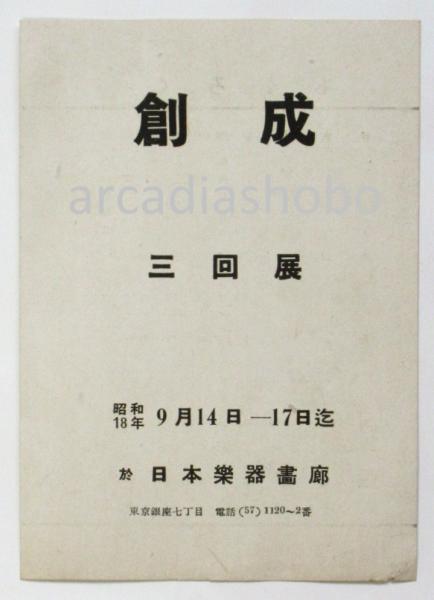 創 成
arcadiashobo
三 回 展
昭和18年 9月14日―17日迄
於 日本樂器畫廊
東京銀座七丁目 電話(57)1120～2番